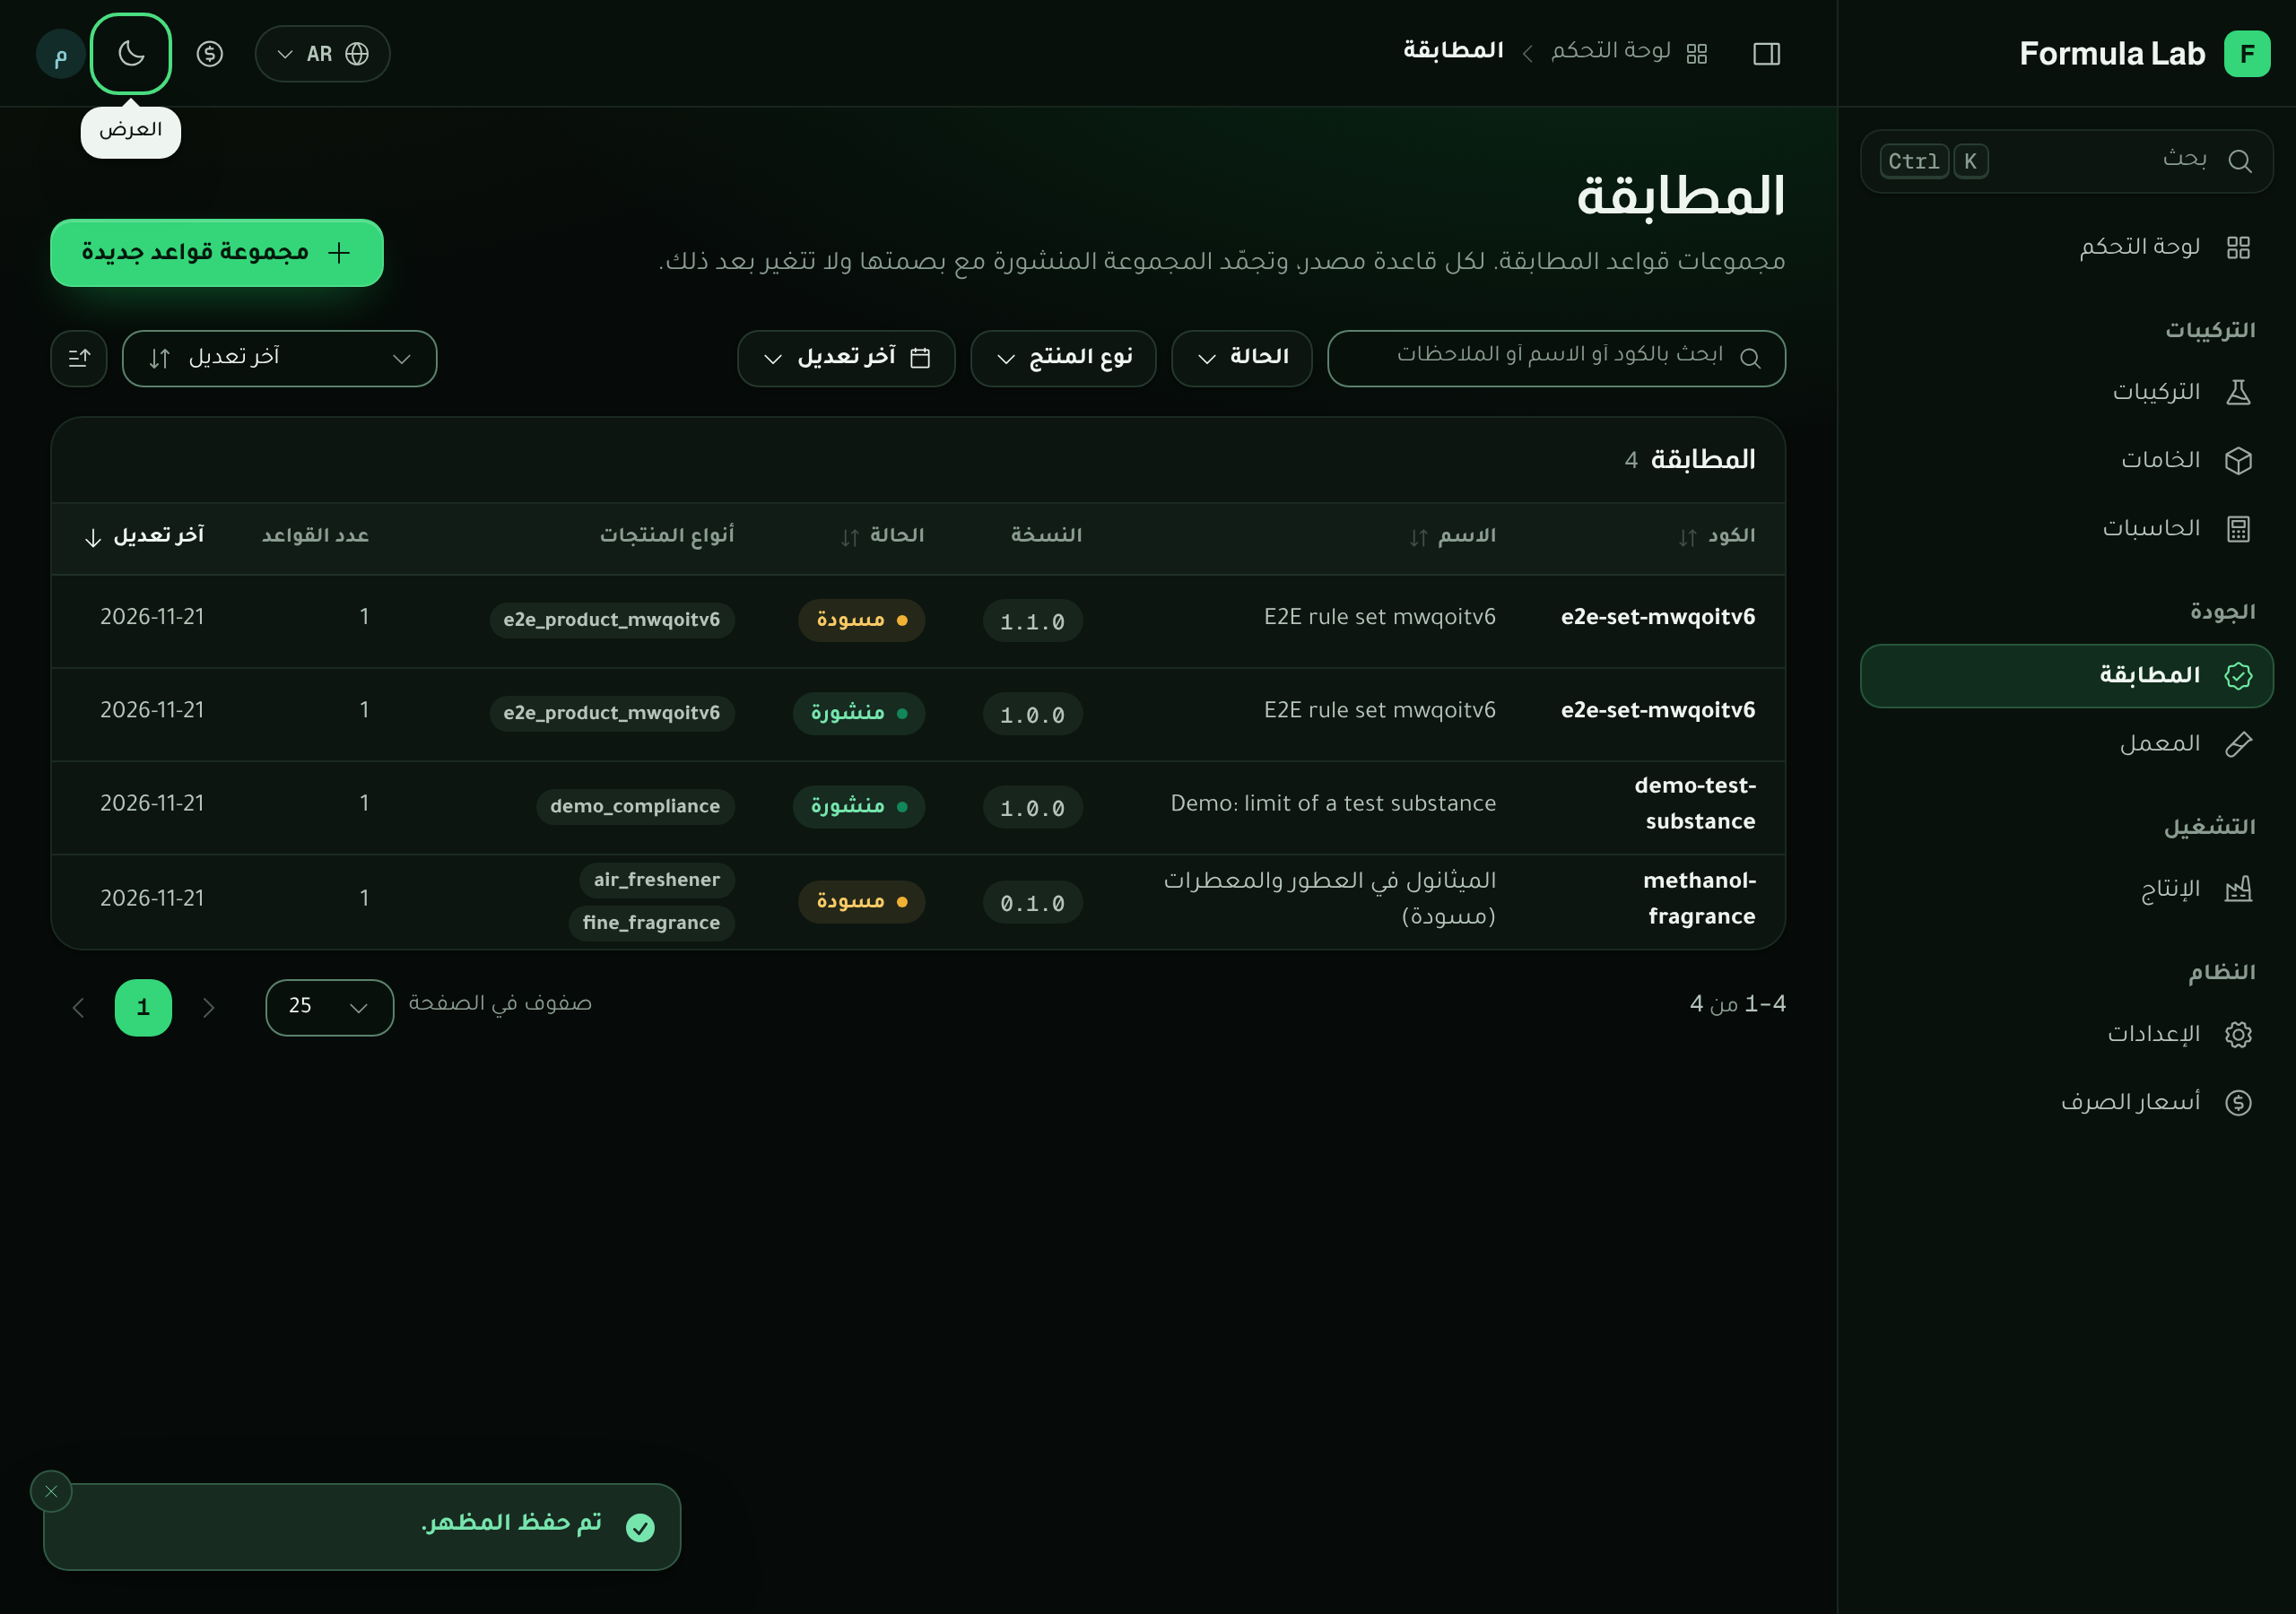 F Formula Lab
لوحة التحكم
المطابقة
AR
م
العرض
بحث
Ctrl K
لوحة التحكم
التركيبات
التركيبات
الخامات
الحاسبات
الجودة
المطابقة
المعمل
التشغيل
الإنتاج
النظام
الإعدادات
أسعار الصرف
المطابقة
مجموعات قواعد المطابقة. لكل قاعدة مصدر، وتجمّد المجموعة المنشورة مع بصمتها ولا تتغير بعد ذلك.
مجموعة قواعد جديدة
ابحث بالكود أو الاسم أو الملاحظات
الحالة
نوع المنتج
آخر تعديل
آخر تعديل
المطابقة 4
الكود الاسم النسخة الحالة أنواع المنتجات عدد القواعد آخر تعديل
e2e-set-mwqoitv6 E2E rule set mwqoitv6 1.1.0 مسودة e2e_product_mwqoitv6 1 2026-11-21
e2e-set-mwqoitv6 E2E rule set mwqoitv6 1.0.0 منشورة e2e_product_mwqoitv6 1 2026-11-21
demo-test-
substance
Demo: limit of a test substance 1.0.0 منشورة demo_compliance 1 2026-11-21
methanol-
fragrance
الميثانول في العطور والمعطرات
(مسودة)
0.1.0 مسودة
air_freshener
fine_fragrance
1 2026-11-21
1–4 من 4
صفوف في الصفحة 25
1
تم حفظ المظهر.